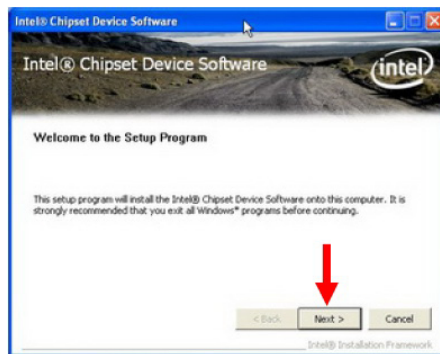 Intel® Chipset Device Software
Intel® Chipset Device Software
intel
Welcome to the Setup Program
This setup program will install the Intel® Chipset Device Software onto this computer. It is
strongly recommended that you exit all Windows* programs before continuing.
< Back Next > Cancel
Intel® Installation Framework